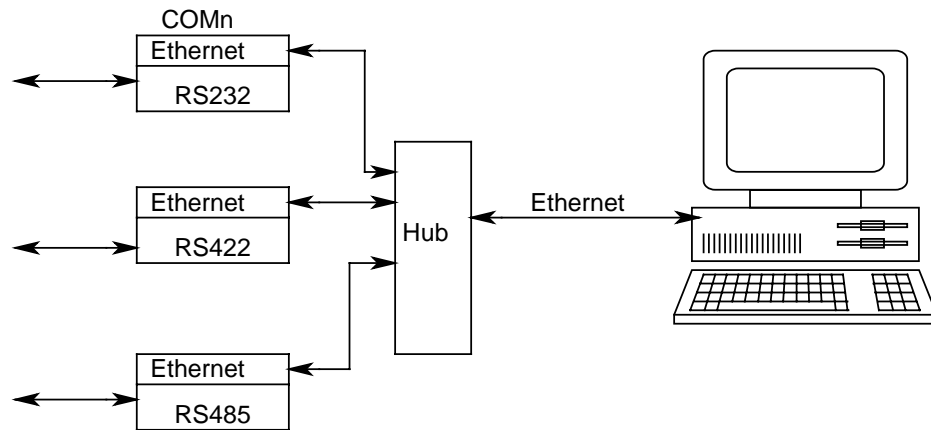 COMn
Ethernet
RS232
Ethernet
RS422
Hub
Ethernet
Ethernet
RS485